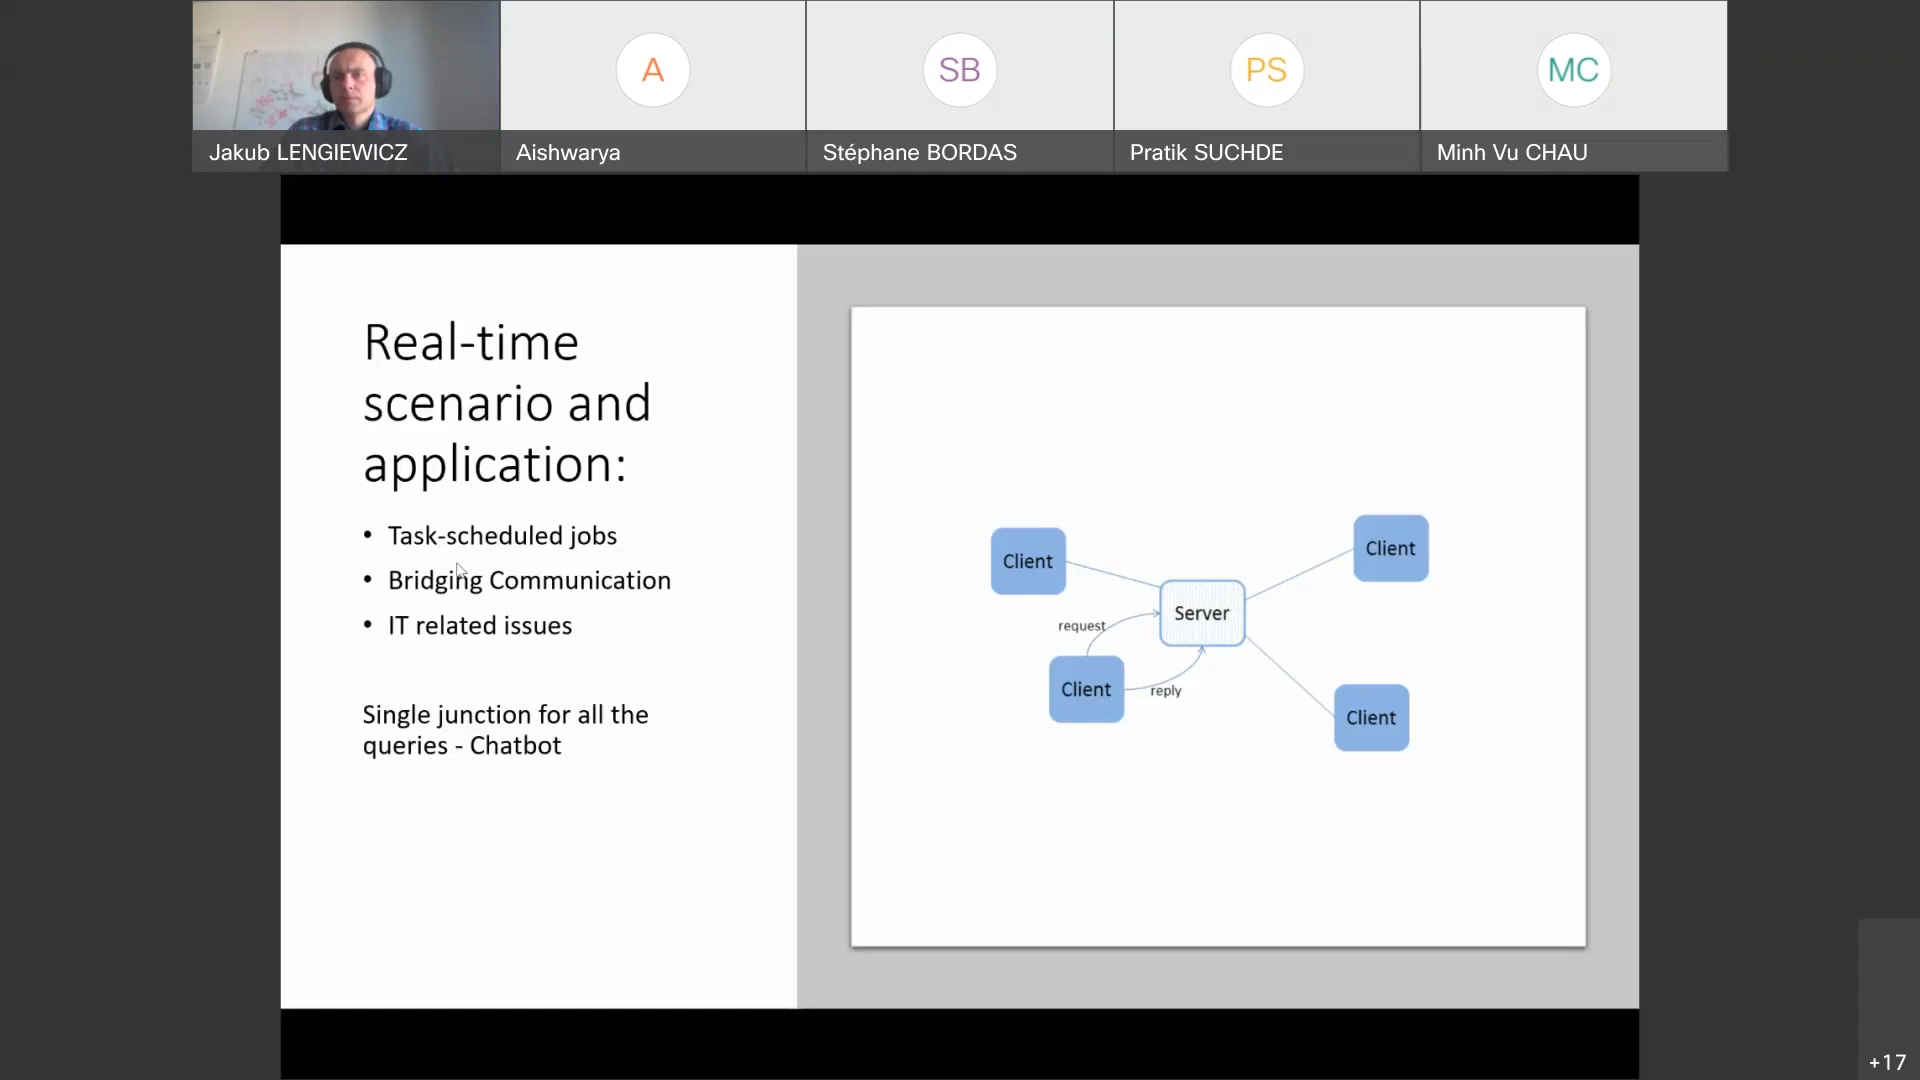 A
SB
PS
MC
Jakub LENGIEWICZ
Aishwarya
Stéphane BORDAS
Pratik SUCHDE
Minh Vu CHAU
Real-time
scenario and
application:
• Task-scheduled jobs
• Bridging Communication
• IT related issues
Single junction for all the
queries - Chatbot
Client
Client
Server
request
Client
reply
Client
+17